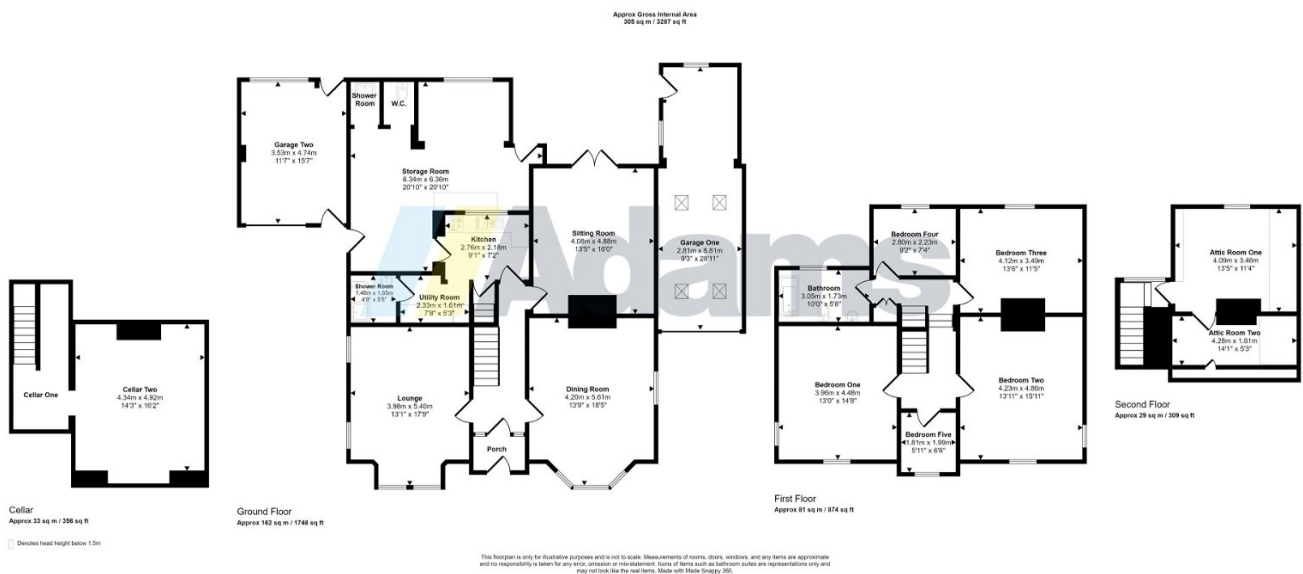 Approx Gross Internal Area
305 sq m / 3287 sq ft
Adams
Shower
Room
W.C.
Garage Two
3.53m x 4.74m
11'7" x 15'7"
Storage Room
6.34m x 6.36m
20'10" x 20'10"
Kitchen
2.76m x 2.18m
9'1" x 7'2"
Sitting Room
4.08m x 4.88m
13'5" x 16'0"
Garage One
2.81m x 8.81m
9'3" x 28'11"
Shower Room
1.46m x 1.65m
4'9" x 5'5"
Utility Room
2.33m x 1.61m
7'8" x 5'3"
Lounge
3.98m x 5.40m
13'1" x 17'9"
Dining Room
4.20m x 5.61m
13'9" x 18'5"
Porch
Ground Floor
Approx 162 sq m / 1748 sq ft
Cellar One
Cellar Two
4.34m x 4.92m
14'3" x 16'2"
Cellar
Approx 33 sq m / 356 sq ft
Denotes head height below 1.5m
Bedroom Four
2.80m x 2.23m
9'2" x 7'4"
Bedroom Three
4.12m x 3.49m
13'6" x 11'5"
Bathroom
3.05m x 1.73m
10'0" x 5'8"
Bedroom One
3.96m x 4.48m
13'0" x 14'8"
Bedroom Two
4.23m x 4.86m
13'11" x 15'11"
Bedroom Five
1.81m x 1.99m
5'11" x 6'6"
First Floor
Approx 81 sq m / 874 sq ft
Attic Room One
4.09m x 3.46m
13'5" x 11'4"
Attic Room Two
4.28m x 1.61m
14'1" x 5'3"
Second Floor
Approx 29 sq m / 309 sq ft
This floorplan is only for illustrative purposes and is not to scale. Measurements of rooms, doors, windows, and any items are approximate
and no responsibility is taken for any error, omission or mis-statement. Icons of items such as bathroom suites are representations only and
may not look like the real items. Made with Made Snappy 360.